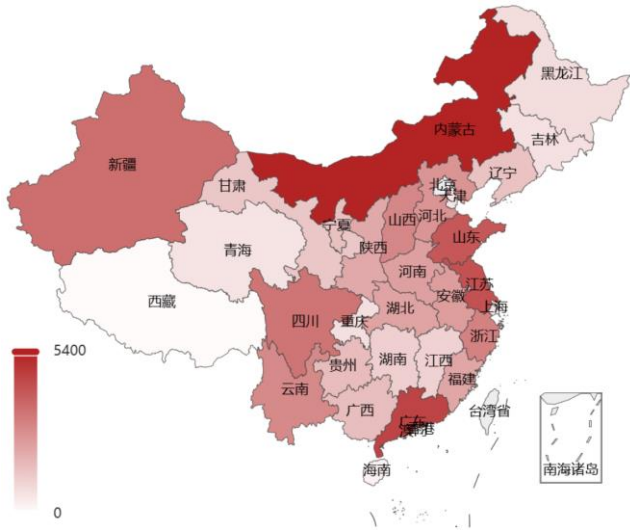 黑龙江
内蒙古
吉林
新疆
辽宁
北京
天津
甘肃
宁夏
山西
河北
山东
青海
陕西
河南
江苏
西藏
安徽
上海
四川
重庆
湖北
浙江
贵州
湖南
江西
云南
福建
广西
广东
香港
台湾省
海南
南海诸岛
5400
0